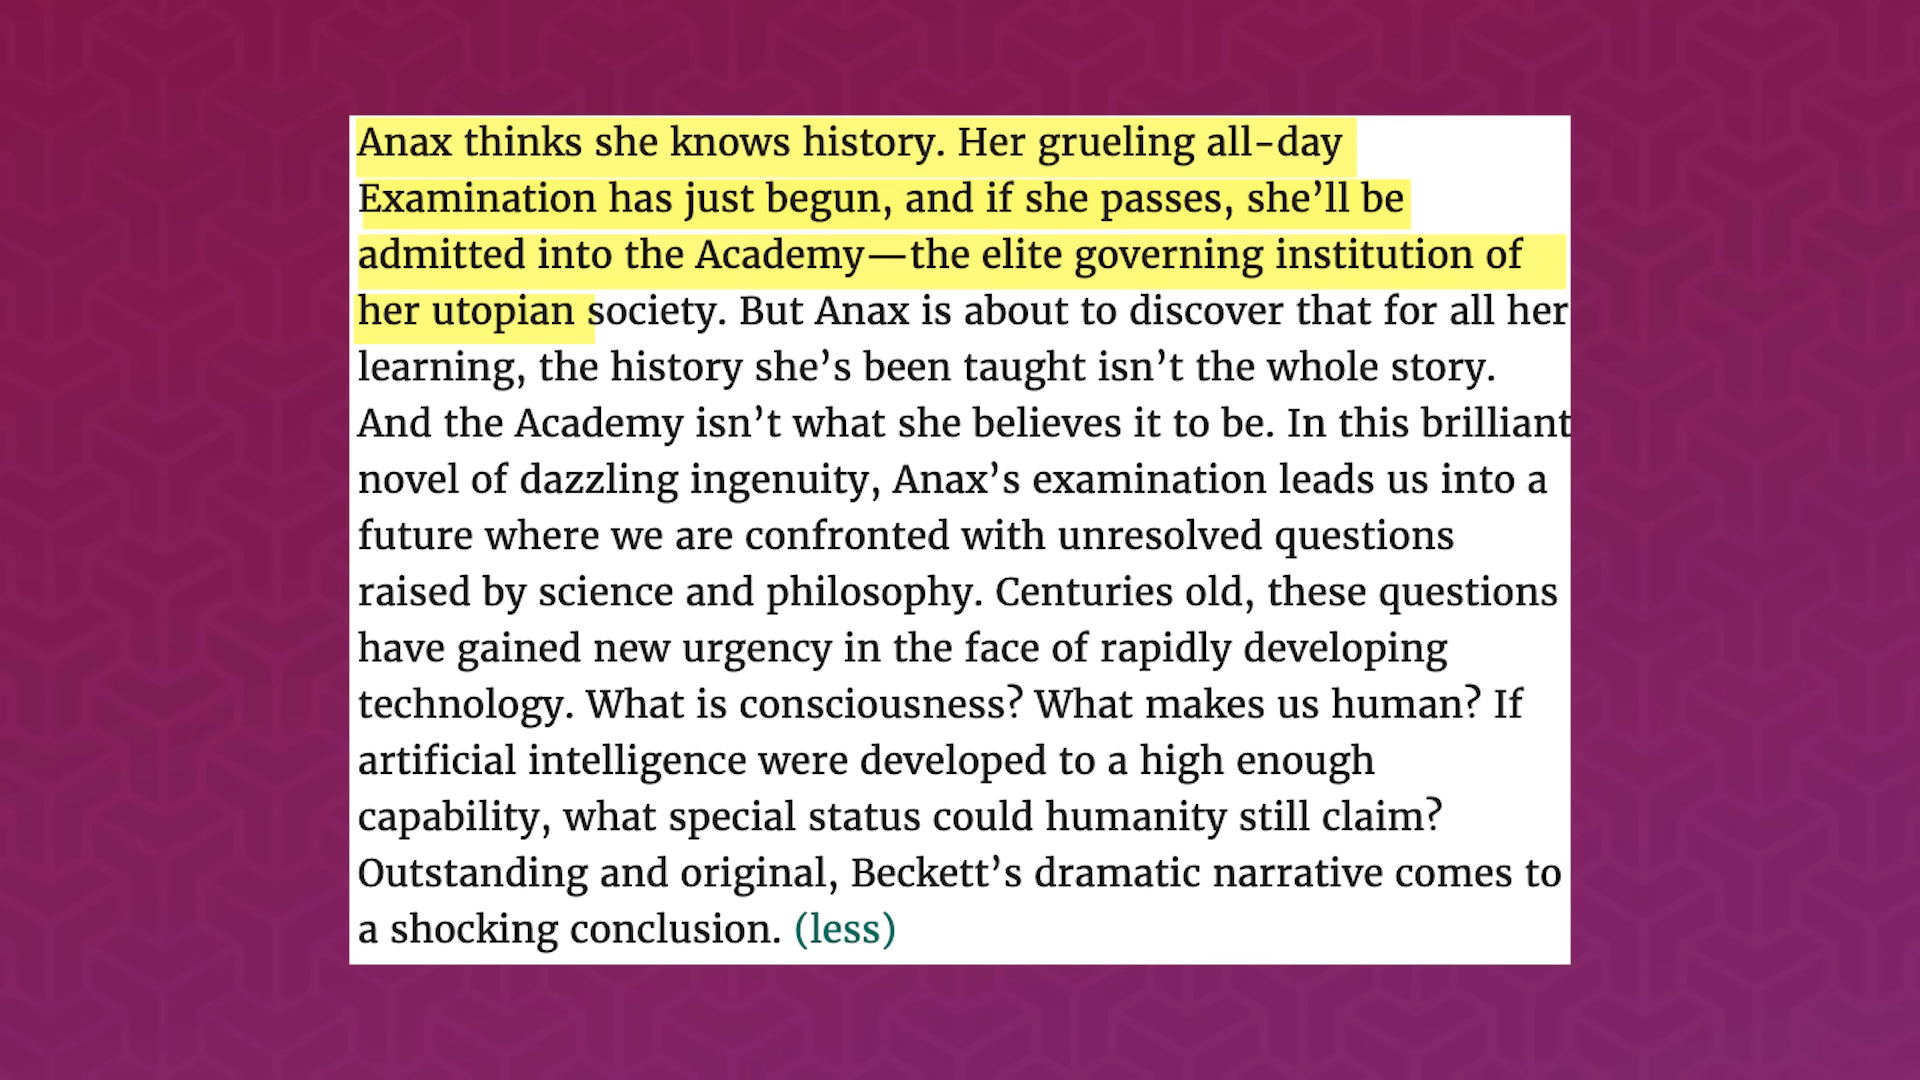 Anax thinks she knows history. Her grueling all-day
Examination has just begun, and if she passes, she’ll be
admitted into the Academy—the elite governing institution of
her utopian society. But Anax is about to discover that for all her
learning, the history she’s been taught isn’t the whole story.
And the Academy isn’t what she believes it to be. In this brilliant
novel of dazzling ingenuity, Anax’s examination leads us into a
future where we are confronted with unresolved questions
raised by science and philosophy. Centuries old, these questions
have gained new urgency in the face of rapidly developing
technology. What is consciousness? What makes us human? If
artificial intelligence were developed to a high enough
capability, what special status could humanity still claim?
Outstanding and original, Beckett’s dramatic narrative comes to
a shocking conclusion. (less)